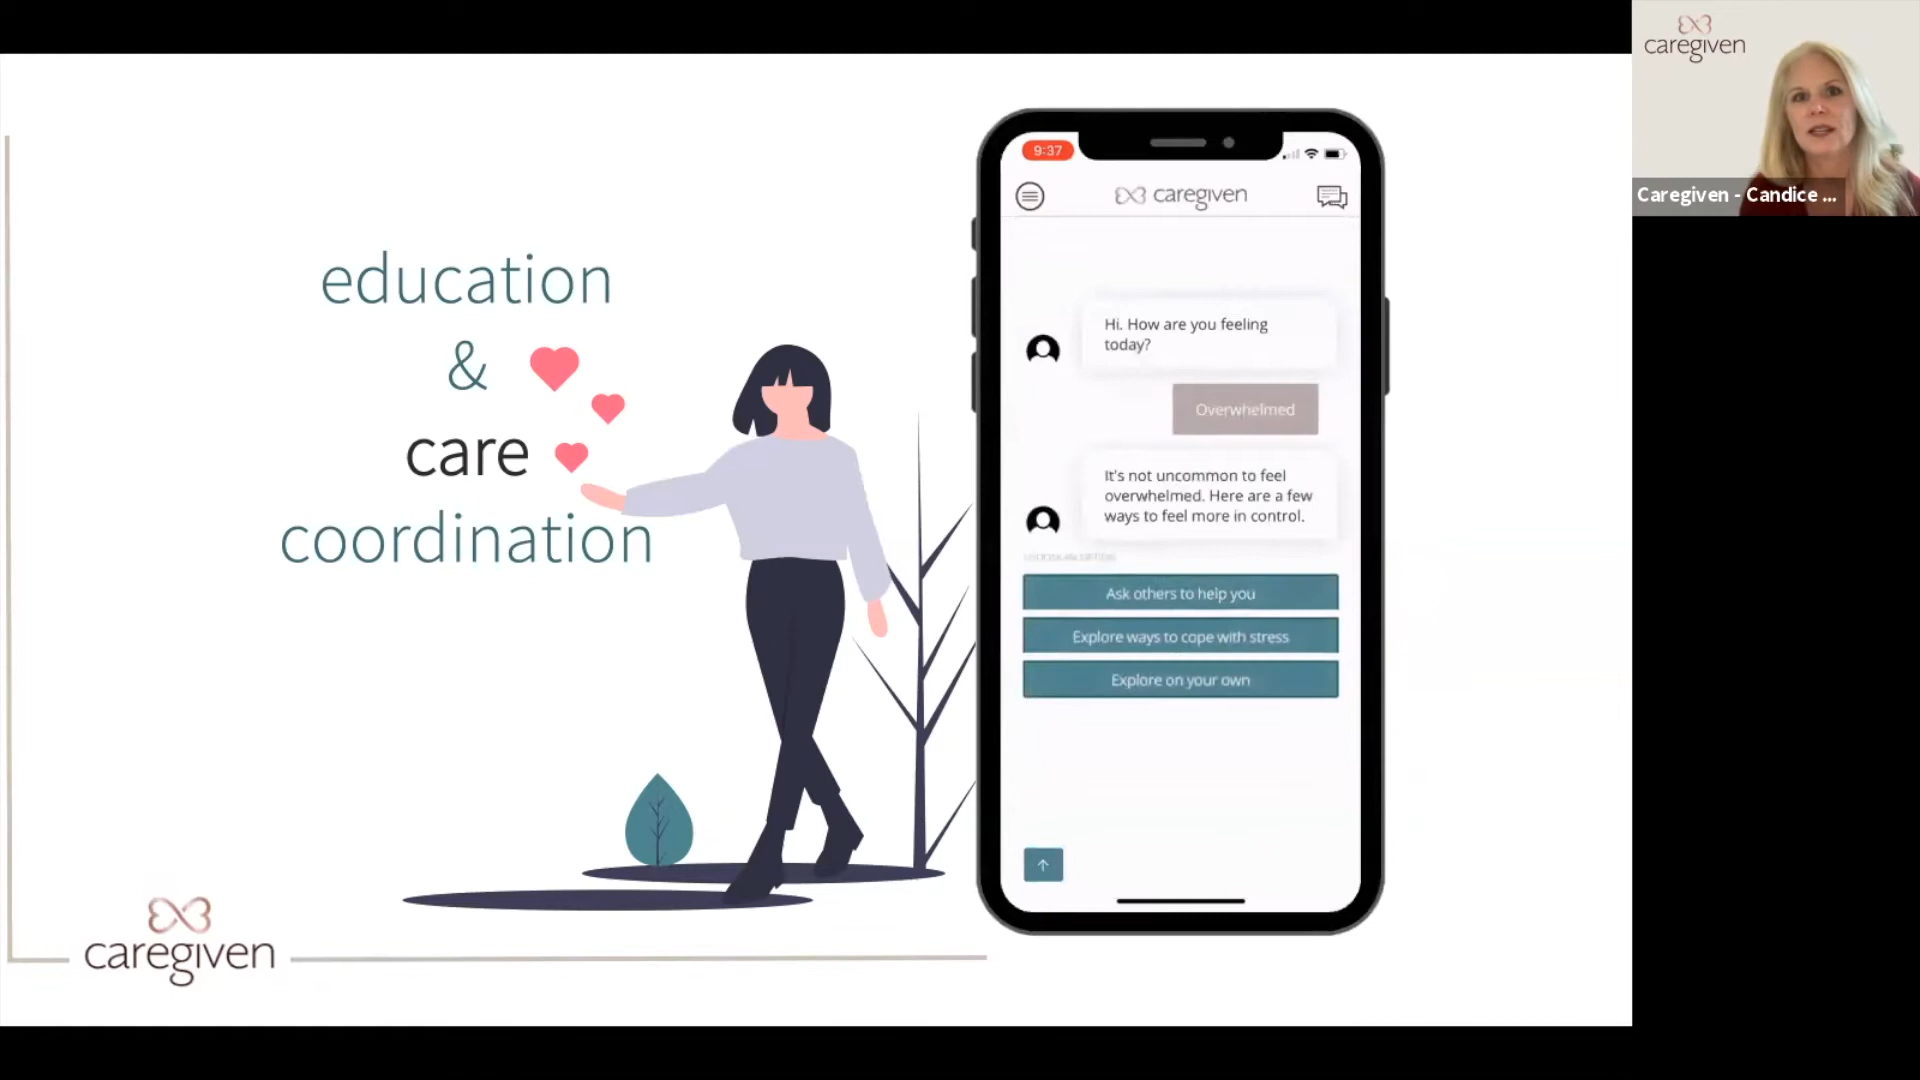 education
&
care
coordination
caregiven
9:37
caregiven
Hi. How are you feeling
today?
Overwhelmed
It's not uncommon to feel
overwhelmed. Here are a few
ways to feel more in control.
Ask others to help you
Explore ways to cope with stress
Explore on your own
caregiven
Caregiven - Candice ...